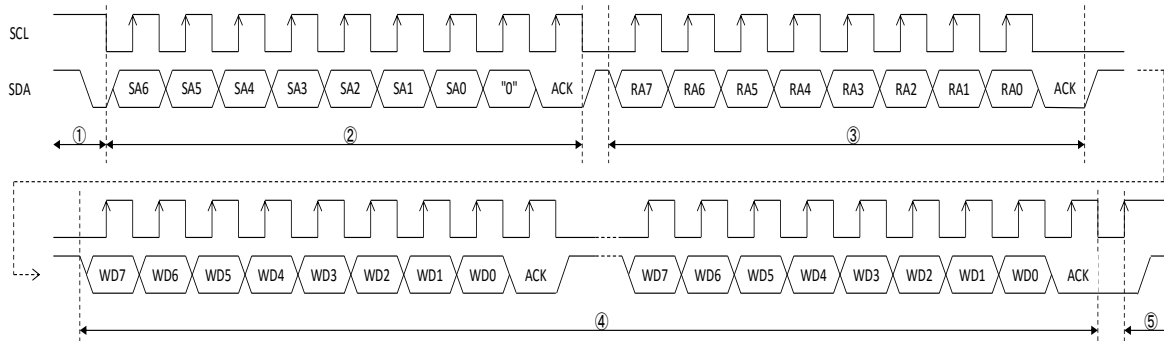 SCL
SDA SA6 SA5 SA4 SA3 SA2 SA1 SA0 "0" ACK RA7 RA6 RA5 RA4 RA3 RA2 RA1 RA0 ACK
① ② ③
WD7 WD6 WD5 WD4 WD3 WD2 WD1 WD0 ACK WD7 WD6 WD5 WD4 WD3 WD2 WD1 WD0 ACK
④ ⑤